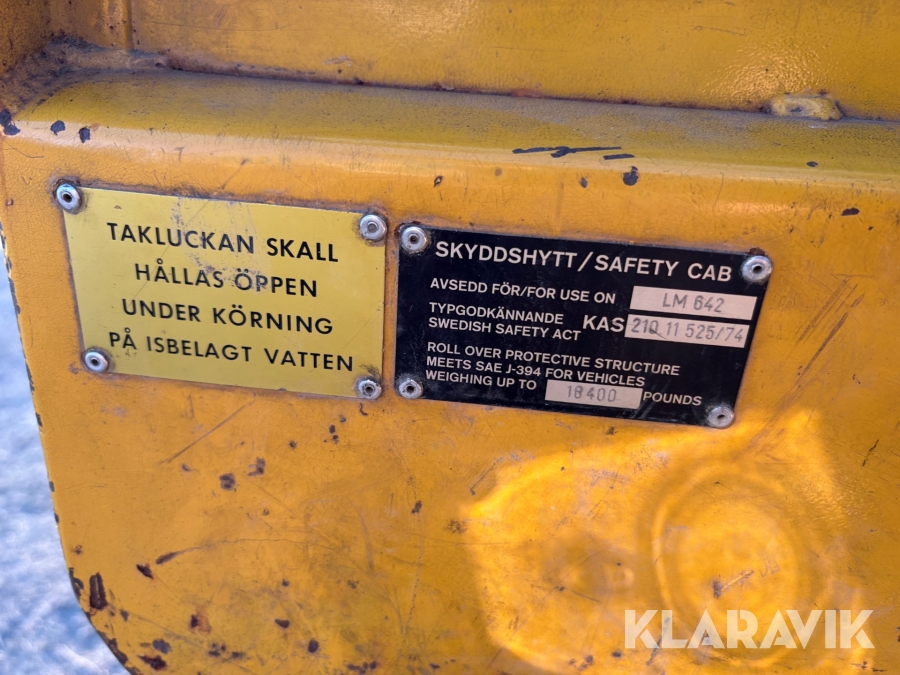 TAKLUCKAN SKALL
HÅLLAS ÖPPEN
UNDER KÖRNING
PÅ ISBELAGT VATTEN
SKYDDSHYTT/SAFETY CAB
AVSEDD FÖR/FOR USE ON LM 642
TYPGODKÄNNANDE
SWEDISH SAFETY ACT KAS 210 11 525/74
ROLL OVER PROTECTIVE STRUCTURE
MEETS SAE J-394 FOR VEHICLES
WEIGHING UP TO 18400 POUNDS
KLARAVIK